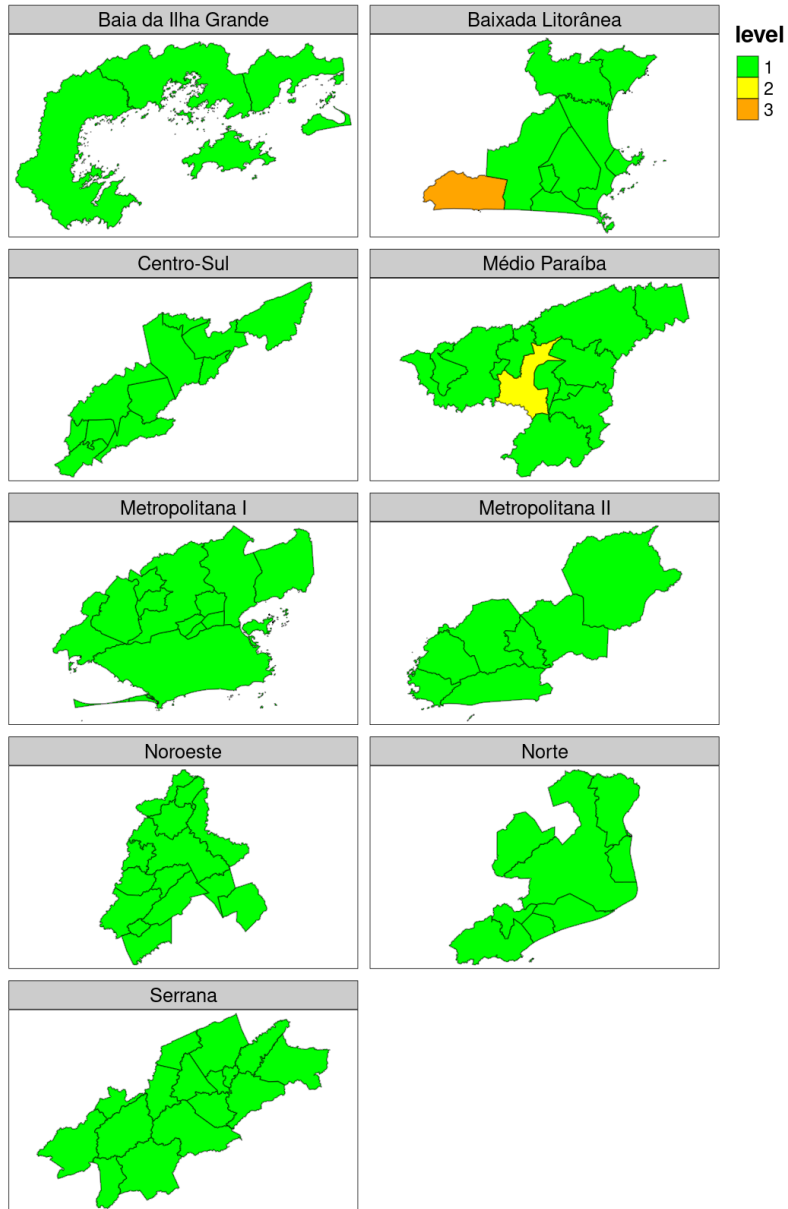 Baia da Ilha Grande
Baixada Litorânea
level
1
2
3
Centro-Sul
Médio Paraíba
Metropolitana I
Metropolitana II
Noroeste
Norte
Serrana